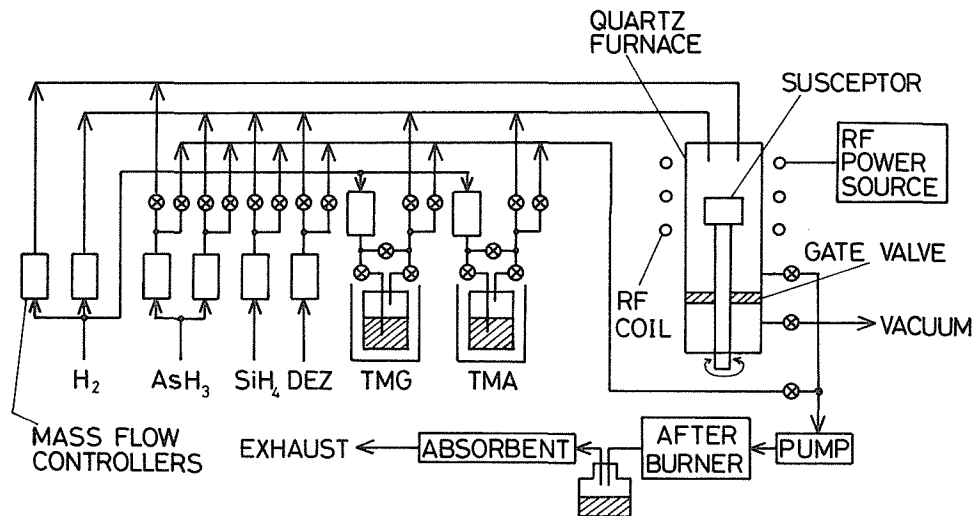 QUARTZ
FURNACE
SUSCEPTOR
RF
POWER
SOURCE
GATE VALVE
RF
COIL
VACUUM
H₂
AsH₃
SiH₄
DEZ
TMG
TMA
MASS FLOW
CONTROLLERS
EXHAUST
ABSORBENT
AFTER
BURNER
PUMP